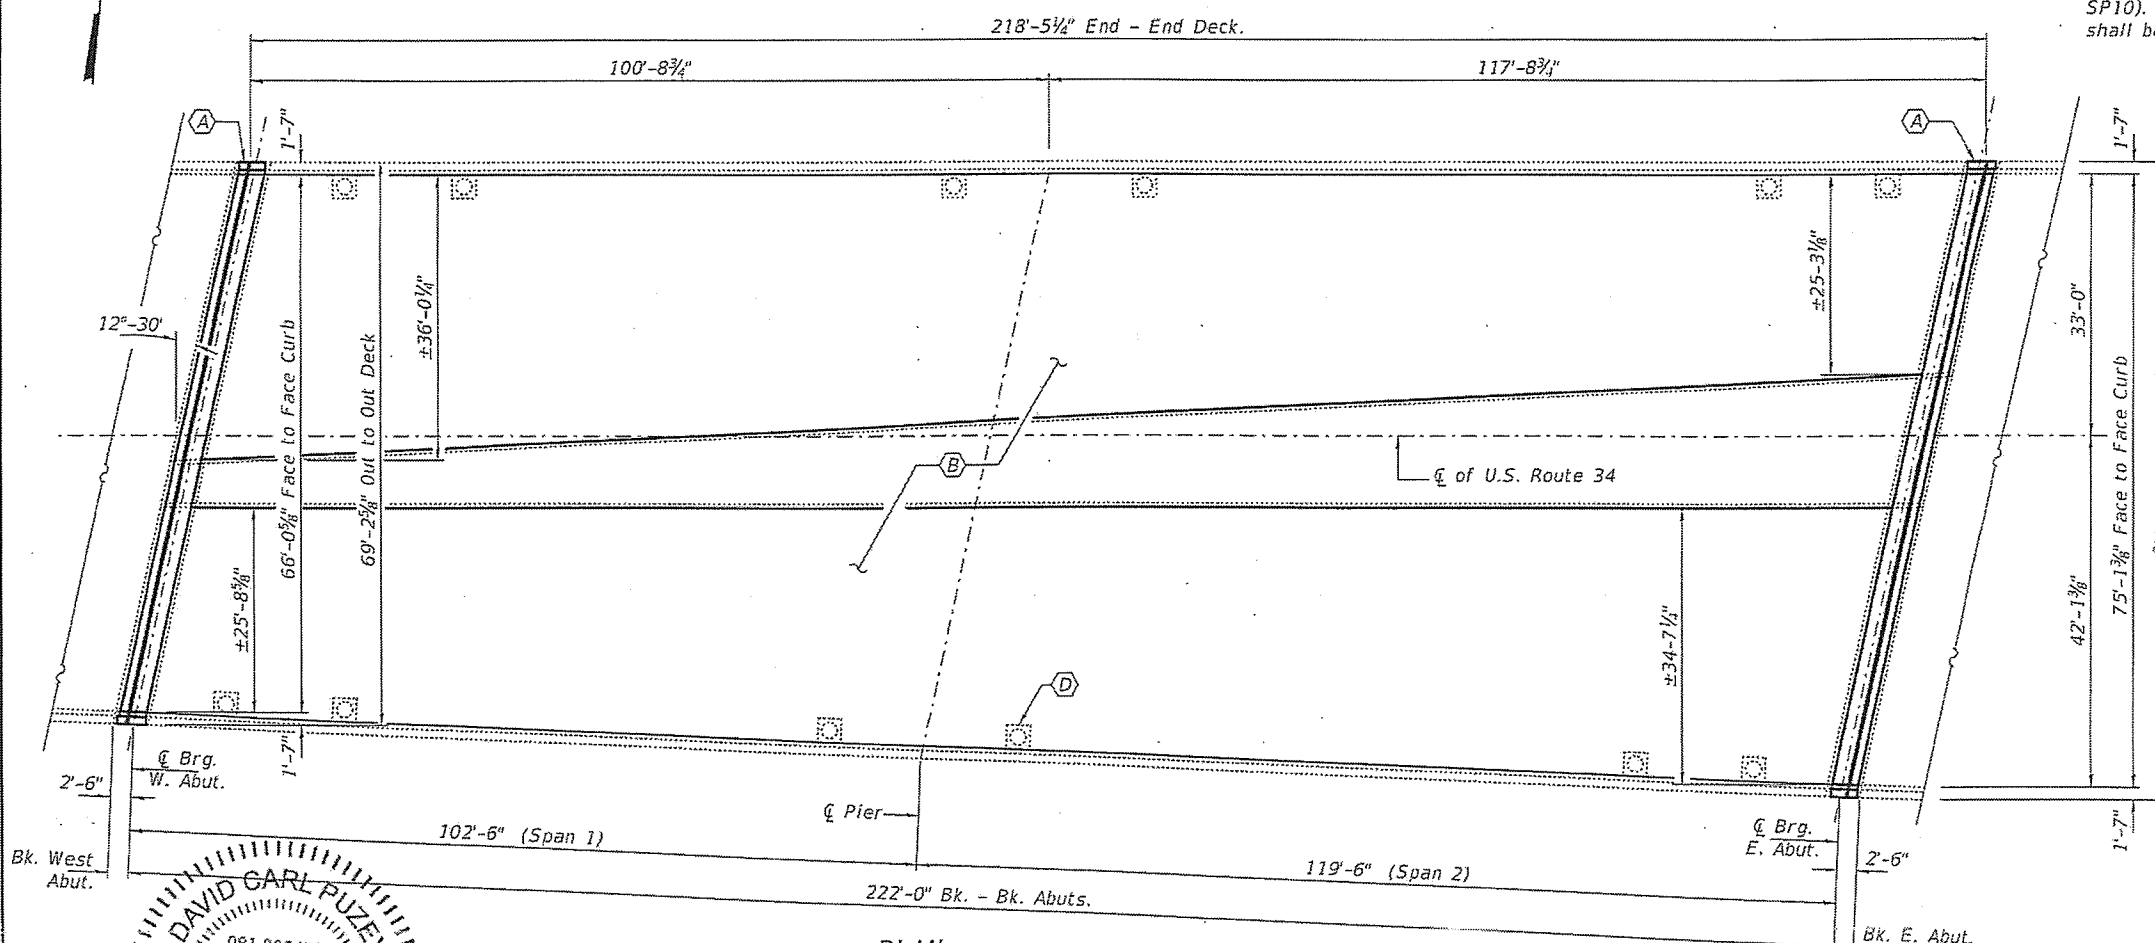 SP10).
shall b
218'-5¼" End - End Deck.
100'-8¾"
117'-8¾"
A
1'-7"
A
1'-7"
12°-30'
66'-0⅝" Face to Face Curb
69'-2⅝" Out to Out Deck
±36'-0¼"
±25-3⅛"
33'-0"
75'-1⅜" Face to Face Curb
B
℄ of U.S. Route 34
±25'-8⅝"
±34-7¼"
42'-1⅜"
D
℄ Brg.
W. Abut.
2'-6"
1'-7"
℄ Pier
℄ Brg.
E. Abut.
2'-6"
1'-7"
102'-6" (Span 1)
119'-6" (Span 2)
Bk. West
Abut.
222'-0" Bk. - Bk. Abuts.
DAVID CARL PUZEY
Bk. E. Abut.